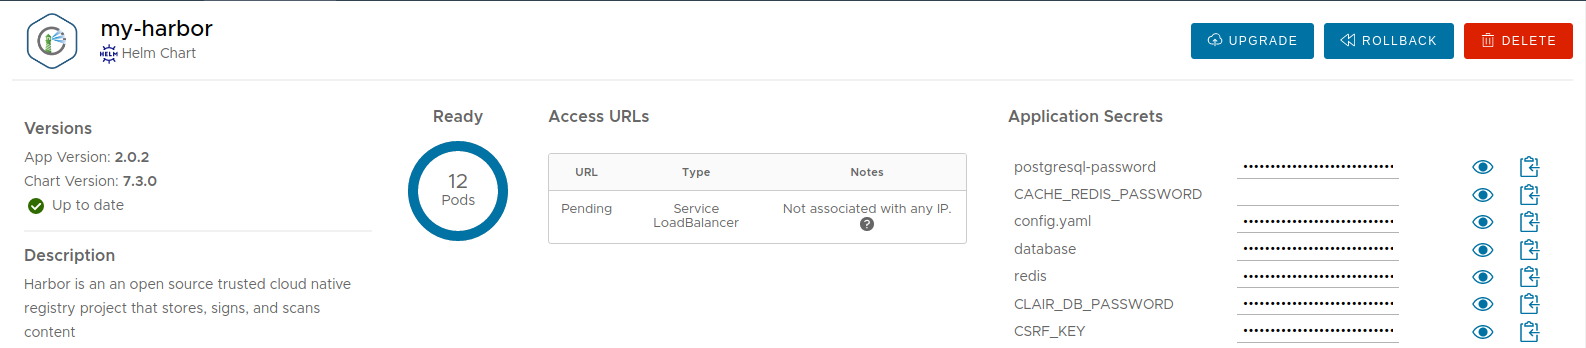 my-harbor
HELM Helm Chart
UPGRADE
ROLLBACK
DELETE
Versions
App Version: 2.0.2
Chart Version: 7.3.0
Up to date
Description
Harbor is an an open source trusted cloud native
registry project that stores, signs, and scans
content
Ready
12
Pods
Access URLs
URL Type Notes
Pending Service LoadBalancer Not associated with any IP.
?
Application Secrets
postgresql-password
CACHE_REDIS_PASSWORD
config.yaml
database
redis
CLAIR_DB_PASSWORD
CSRF_KEY